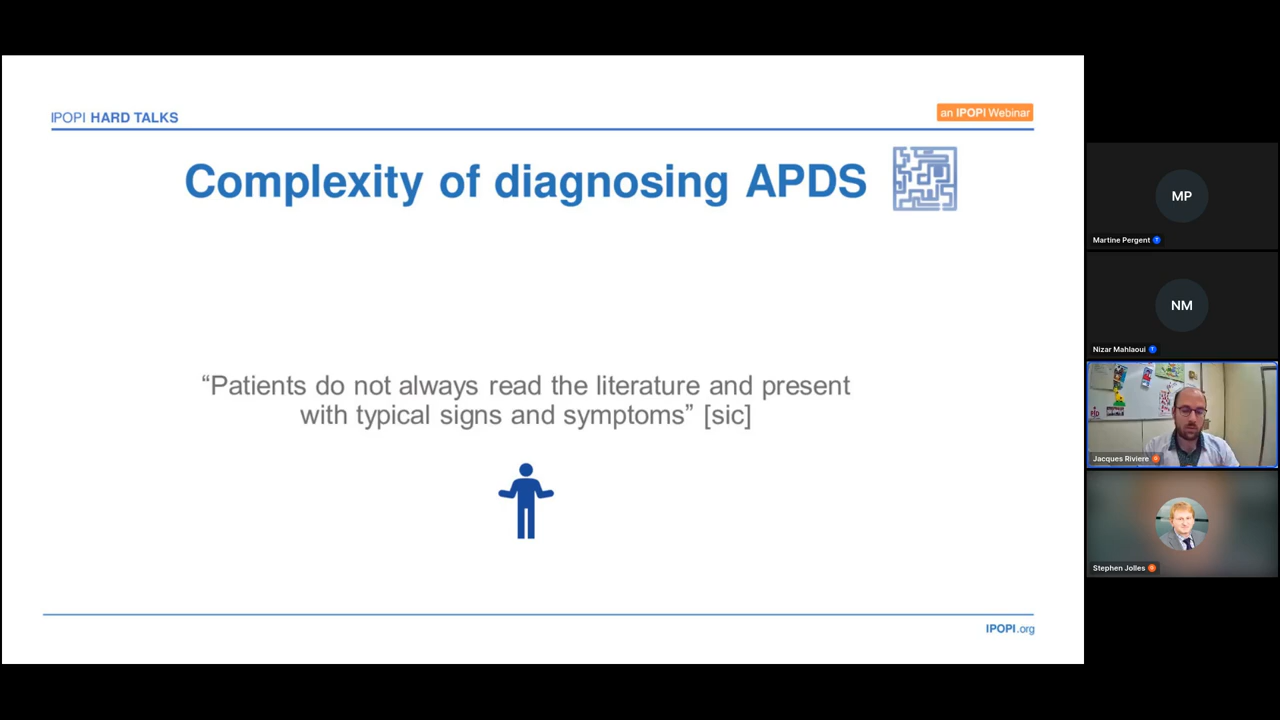 IPOPI HARD TALKS
an IPOPI Webinar
Complexity of diagnosing APDS
“Patients do not always read the literature and present
with typical signs and symptoms” [sic]
IPOPI.org
MP
Martine Pergent
NM
Nizar Mahlaoui
Jacques Riviere
Stephen Jolles